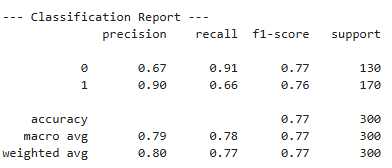 --- Classification Report ---
precision recall f1-score support
0 0.67 0.91 0.77 130
1 0.90 0.66 0.76 170
accuracy 0.77 300
macro avg 0.79 0.78 0.77 300
weighted avg 0.80 0.77 0.77 300